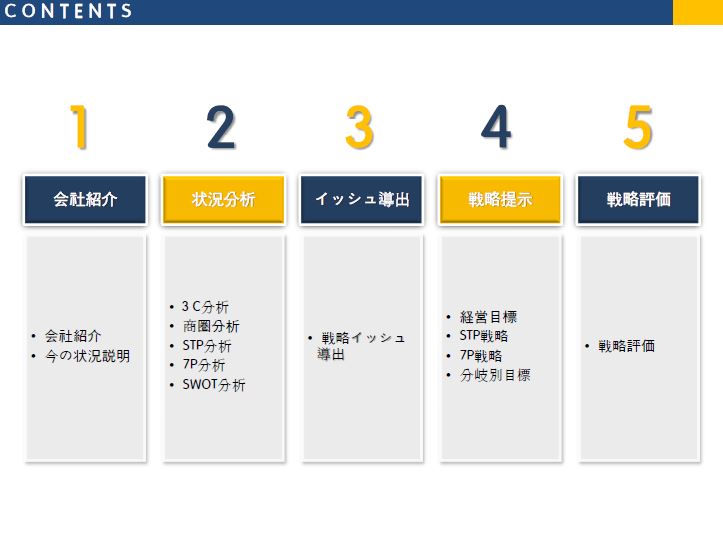 CONTENTS
1
2
3
4
5
会社紹介
状況分析
イッシュ導出
戦略提示
戦略評価
• 会社紹介
• 今の状況説明
• 3 C分析
• 商圏分析
• STP分析
• 7P分析
• SWOT分析
• 戦略イッシュ
導出
• 経営目標
• STP戦略
• 7P戦略
• 分岐別目標
• 戦略評価